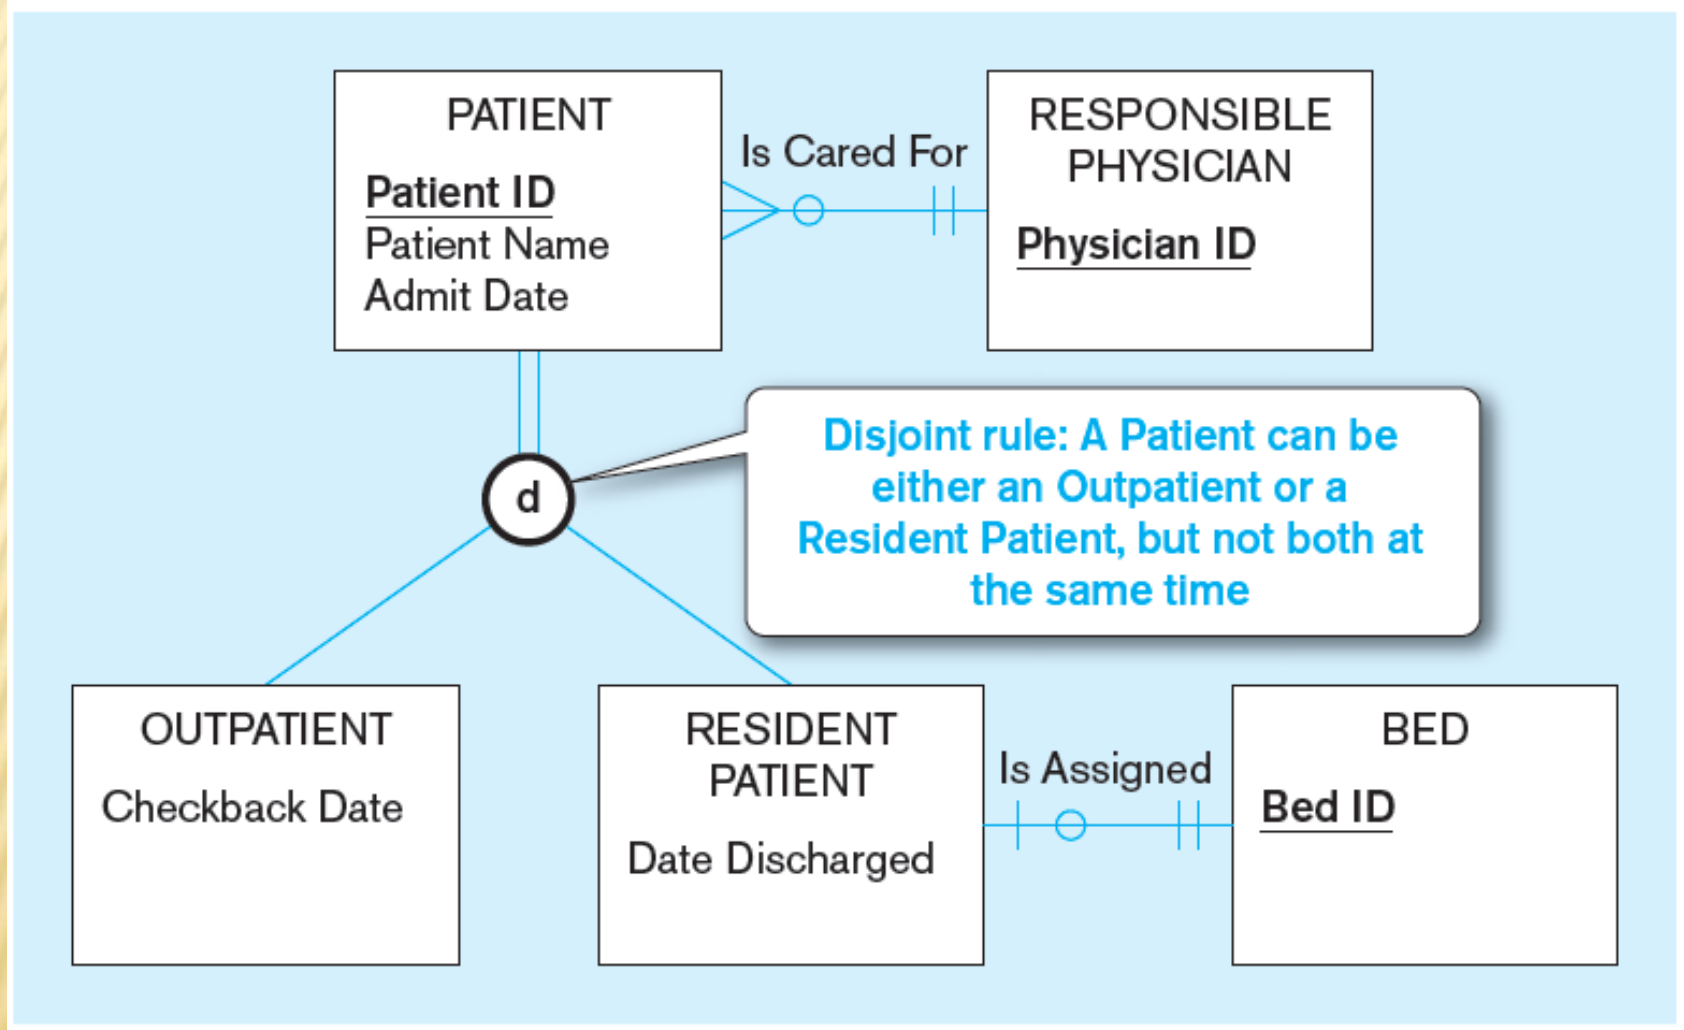 PATIENT
Patient ID
Patient Name
Admit Date
Is Cared For
RESPONSIBLE
PHYSICIAN
Physician ID
d
Disjoint rule: A Patient can be
either an Outpatient or a
Resident Patient, but not both at
the same time
OUTPATIENT
Checkback Date
RESIDENT
PATIENT
Date Discharged
Is Assigned
BED
Bed ID